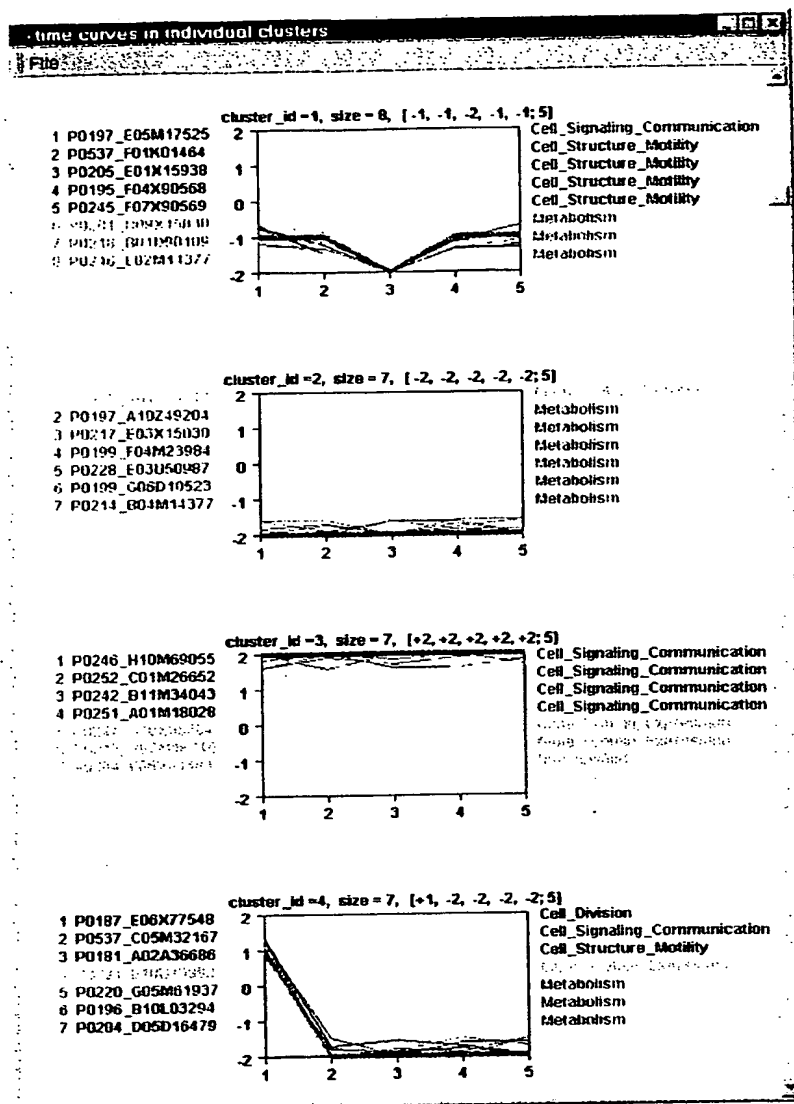 time curves in individual clusters
File
cluster_id =1, size = 8, [ -1, -1, -2, -1, -1; 5]
1 P0197_E05M17525 Cell_Signaling_Communication
2 P0537_F01X01464 Cell_Structure_Motility
3 P0205_E01X15938 Cell_Structure_Motility
4 P0195_F04X90568 Cell_Structure_Motility
5 P0245_F07X90569 Cell_Structure_Motility
Metabolism
Metabolism
Metabolism
2
1
0
-1
-2
1 2 3 4 5
cluster_id =2, size = 7, [ -2, -2, -2, -2, -2; 5]
2 P0197_A10Z49204 Metabolism
3 P0217_E03X15030 Metabolism
4 P0199_F04M23984 Metabolism
5 P0228_E03U50987 Metabolism
6 P0199_G06D10523 Metabolism
7 P0214_B04M14377 Metabolism
2
1
0
-1
-2
1 2 3 4 5
cluster_id =3, size = 7, [+2, +2, +2, +2, +2; 5]
1 P0246_H10M69055 Cell_Signaling_Communication
2 P0252_C01M26652 Cell_Signaling_Communication
3 P0242_B11M34043 Cell_Signaling_Communication
4 P0251_A01M18028 Cell_Signaling_Communication
2
1
0
-1
-2
1 2 3 4 5
cluster_id =4, size = 7, [+1, -2, -2, -2, -2; 5]
1 P0187_E06X77548 Cell_Division
2 P0537_C05M32167 Cell_Signaling_Communication
3 P0181_A02A36686 Cell_Structure_Motility
5 P0220_G05M61937 Metabolism
6 P0196_B10L03294 Metabolism
7 P0204_D05D16479 Metabolism
2
1
0
-1
-2
1 2 3 4 5